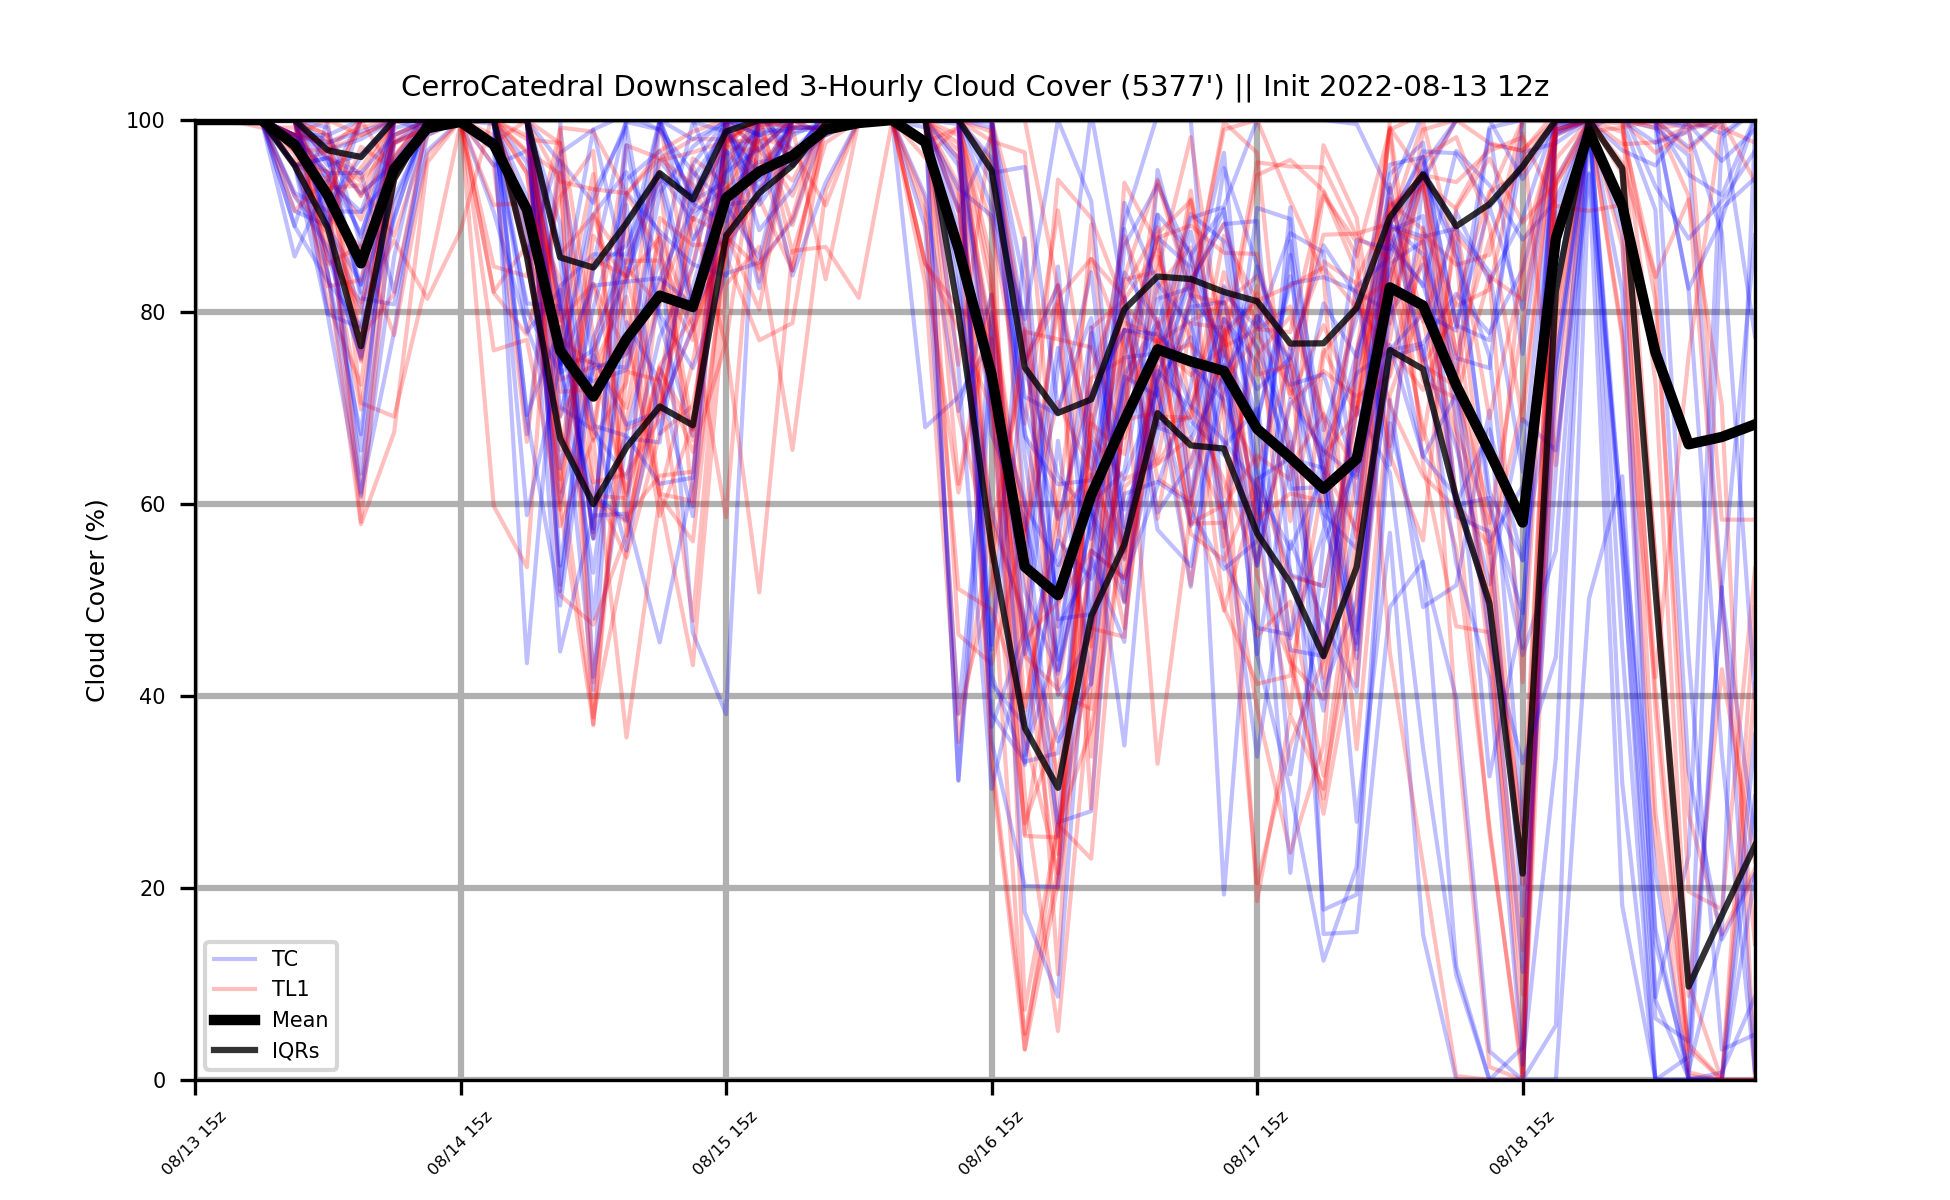 CerroCatedral Downscaled 3-Hourly Cloud Cover (5377') || Init 2022-08-13 12z
Cloud Cover (%)
100
80
60
40
20
0
TC
TL1
Mean
IQRs
08/13 15z
08/14 15z
08/15 15z
08/16 15z
08/17 15z
08/18 15z